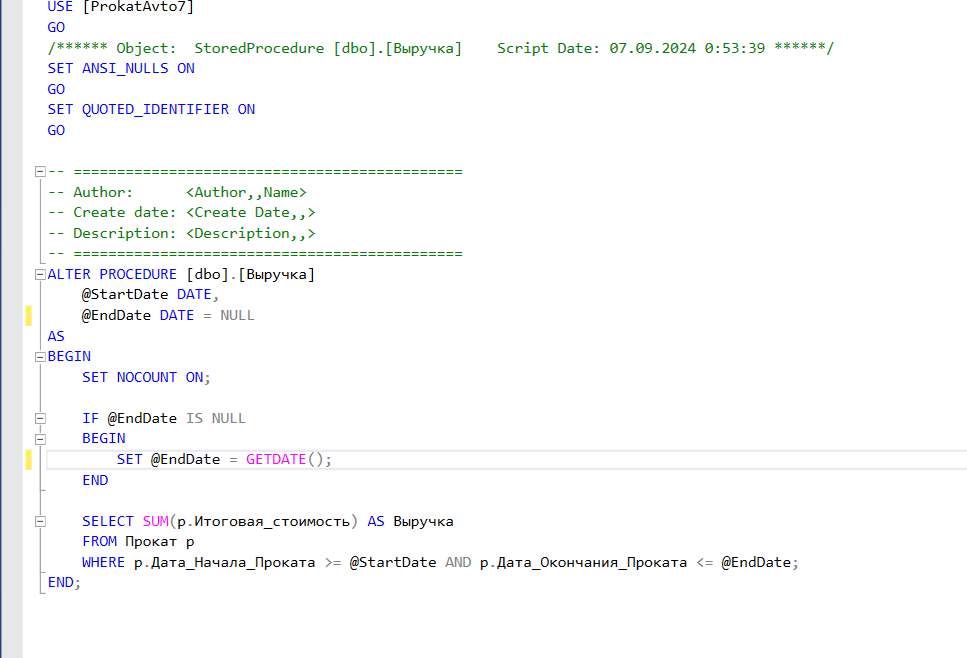 USE [ProkatAvto7]
GO
/****** Object:  StoredProcedure [dbo].[Выручка]    Script Date: 07.09.2024 0:53:39 ******/
SET ANSI_NULLS ON
GO
SET QUOTED_IDENTIFIER ON
GO
-- =============================================
-- Author:      <Author,,Name>
-- Create date: <Create Date,,>
-- Description: <Description,,>
-- =============================================
ALTER PROCEDURE [dbo].[Выручка]
    @StartDate DATE,
    @EndDate DATE = NULL
AS
BEGIN
    SET NOCOUNT ON;
    IF @EndDate IS NULL
    BEGIN
        SET @EndDate = GETDATE();
    END
    SELECT SUM(р.Итоговая_стоимость) AS Выручка
    FROM Прокат р
    WHERE р.Дата_Начала_Проката >= @StartDate AND р.Дата_Окончания_Проката <= @EndDate;
END;